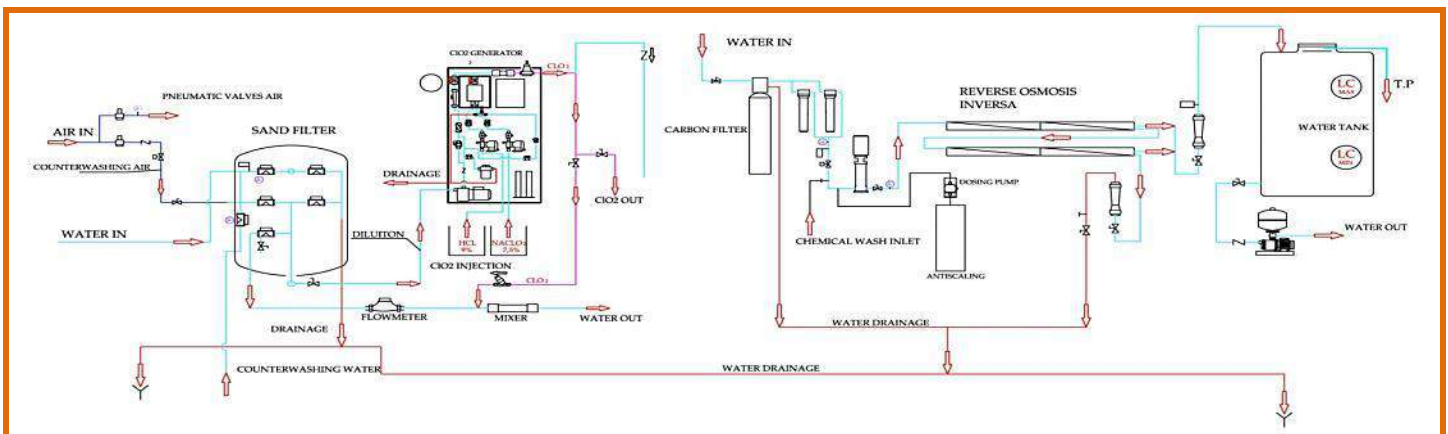 PNEUMATIC VALVES AIR
AIR IN
SAND FILTER
COUNTERWASHING AIR
WATER IN
ClO2 GENERATOR
CLO2
DRAINAGE
DILUITON
HCL
9%
NACLO2
7,5%
ClO2 INJECTION
CLO2
ClO2 OUT
FLOWMETER
MIXER
WATER OUT
DRAINAGE
COUNTERWASHING WATER
WATER IN
CARBON FILTER
REVERSE OSMOSIS
INVERSA
DOSING PUMP
CHEMICAL WASH INLET
ANTISCALING
WATER DRAINAGE
WATER DRAINAGE
T.P
LC
MAX
WATER TANK
LC
MIN
WATER OUT